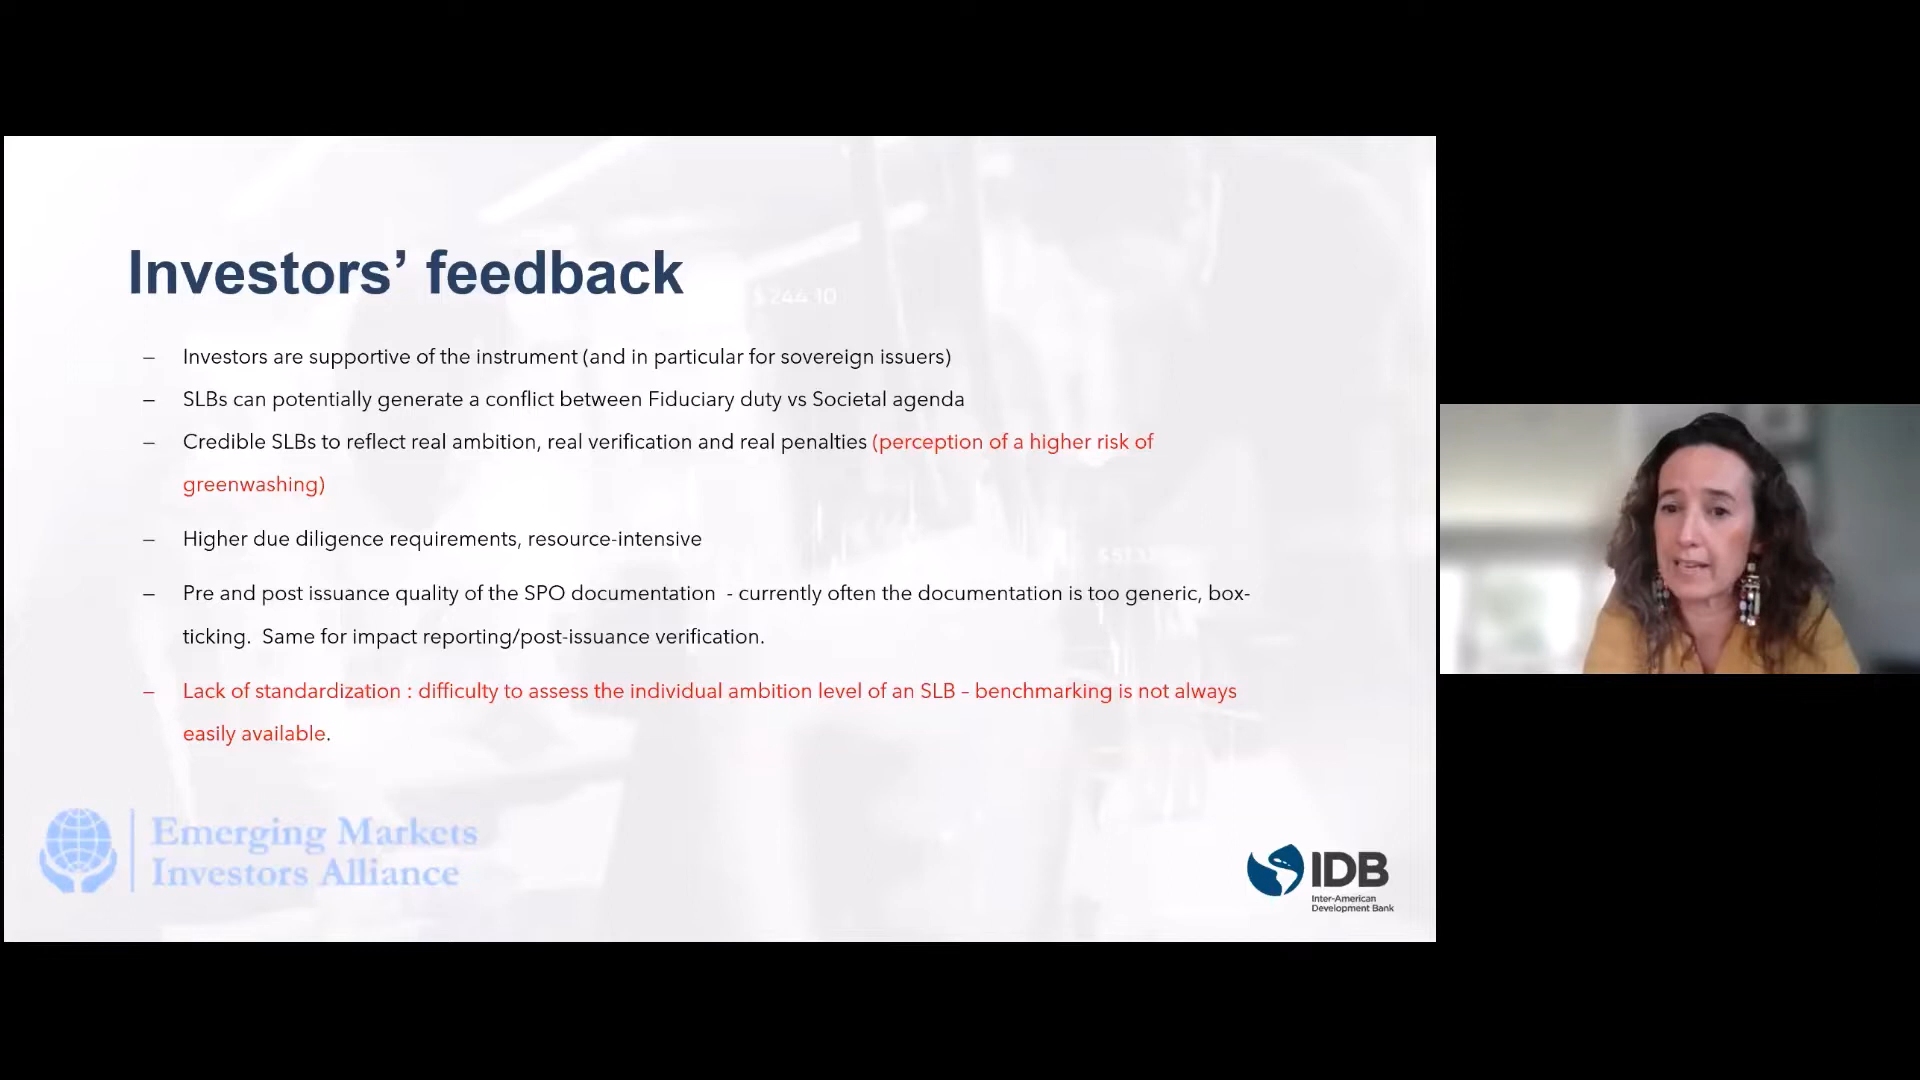 Investors’ feedback
$ 244.10
– Investors are supportive of the instrument (and in particular for sovereign issuers)
– SLBs can potentially generate a conflict between Fiduciary duty vs Societal agenda
– Credible SLBs to reflect real ambition, real verification and real penalties (perception of a higher risk of
greenwashing)
– Higher due diligence requirements, resource-intensive
– Pre and post issuance quality of the SPO documentation  - currently often the documentation is too generic, box-
ticking.  Same for impact reporting/post-issuance verification.
– Lack of standardization : difficulty to assess the individual ambition level of an SLB – benchmarking is not always
easily available.
Emerging Markets
Investors Alliance
IDB
Inter-American
Development Bank